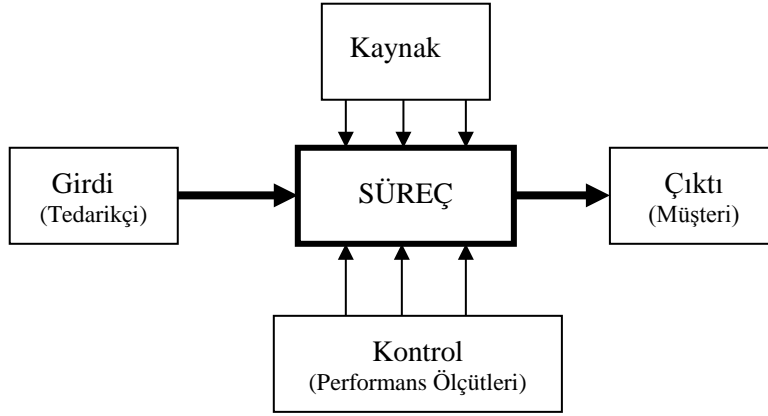 Kaynak
Girdi
(Tedarikçi)
SÜREÇ
Çıktı
(Müşteri)
Kontrol
(Performans Ölçütleri)